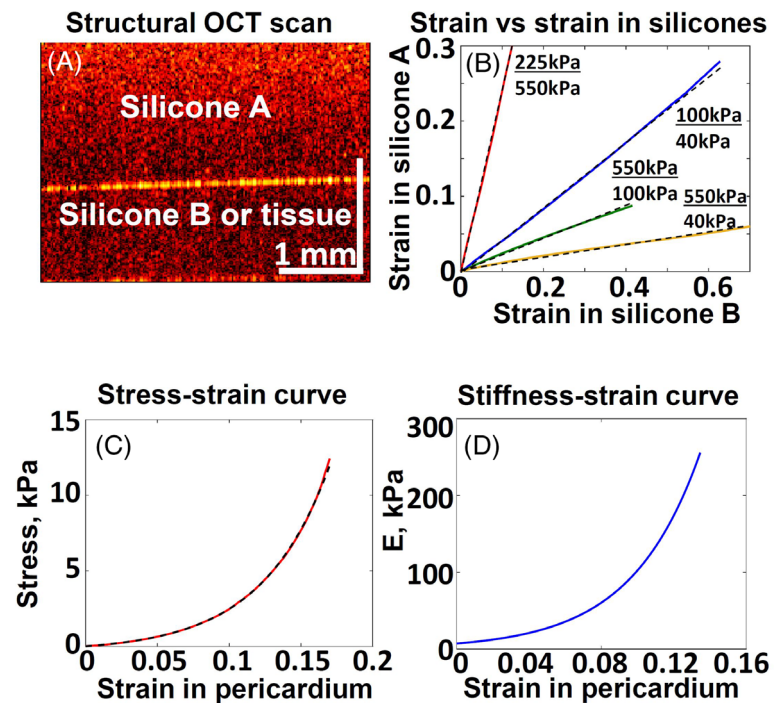 Structural OCT scan
(A)
Silicone A
Silicone B or tissue
1 mm
Strain vs strain in silicones
(B)
Strain in silicone A
0.3
0.2
0.1
0
225kPa
550kPa
100kPa
40kPa
550kPa
100kPa
550kPa
40kPa
0 0.2 0.4 0.6
Strain in silicone B
Stress-strain curve
(C)
Stress, kPa
15
10
5
0
0 0.05 0.1 0.15 0.2
Strain in pericardium
Stiffness-strain curve
(D)
E, kPa
300
200
100
0
0 0.04 0.08 0.12 0.16
Strain in pericardium